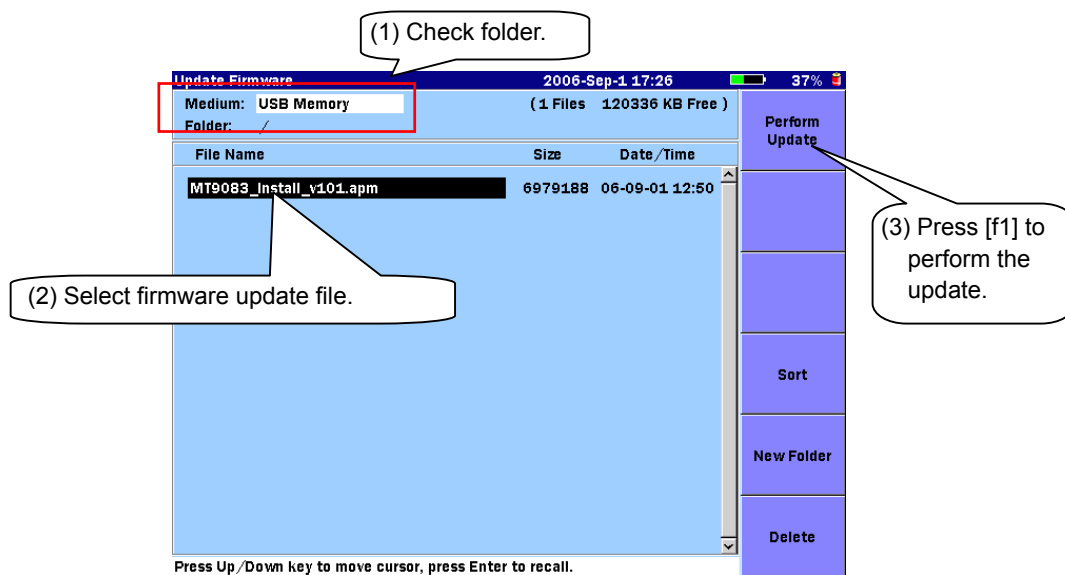 (1) Check folder.
Update Firmware 2006-Sep-1 17:26 37%
Medium: USB Memory (1 Files 120336 KB Free )
Folder: /
File Name Size Date/Time
MT9083_Install_v101.apm 6979188 06-09-01 12:50
Perform
Update
(3) Press [f1] to
perform the
update.
(2) Select firmware update file.
Sort
New Folder
Delete
Press Up/Down key to move cursor, press Enter to recall.